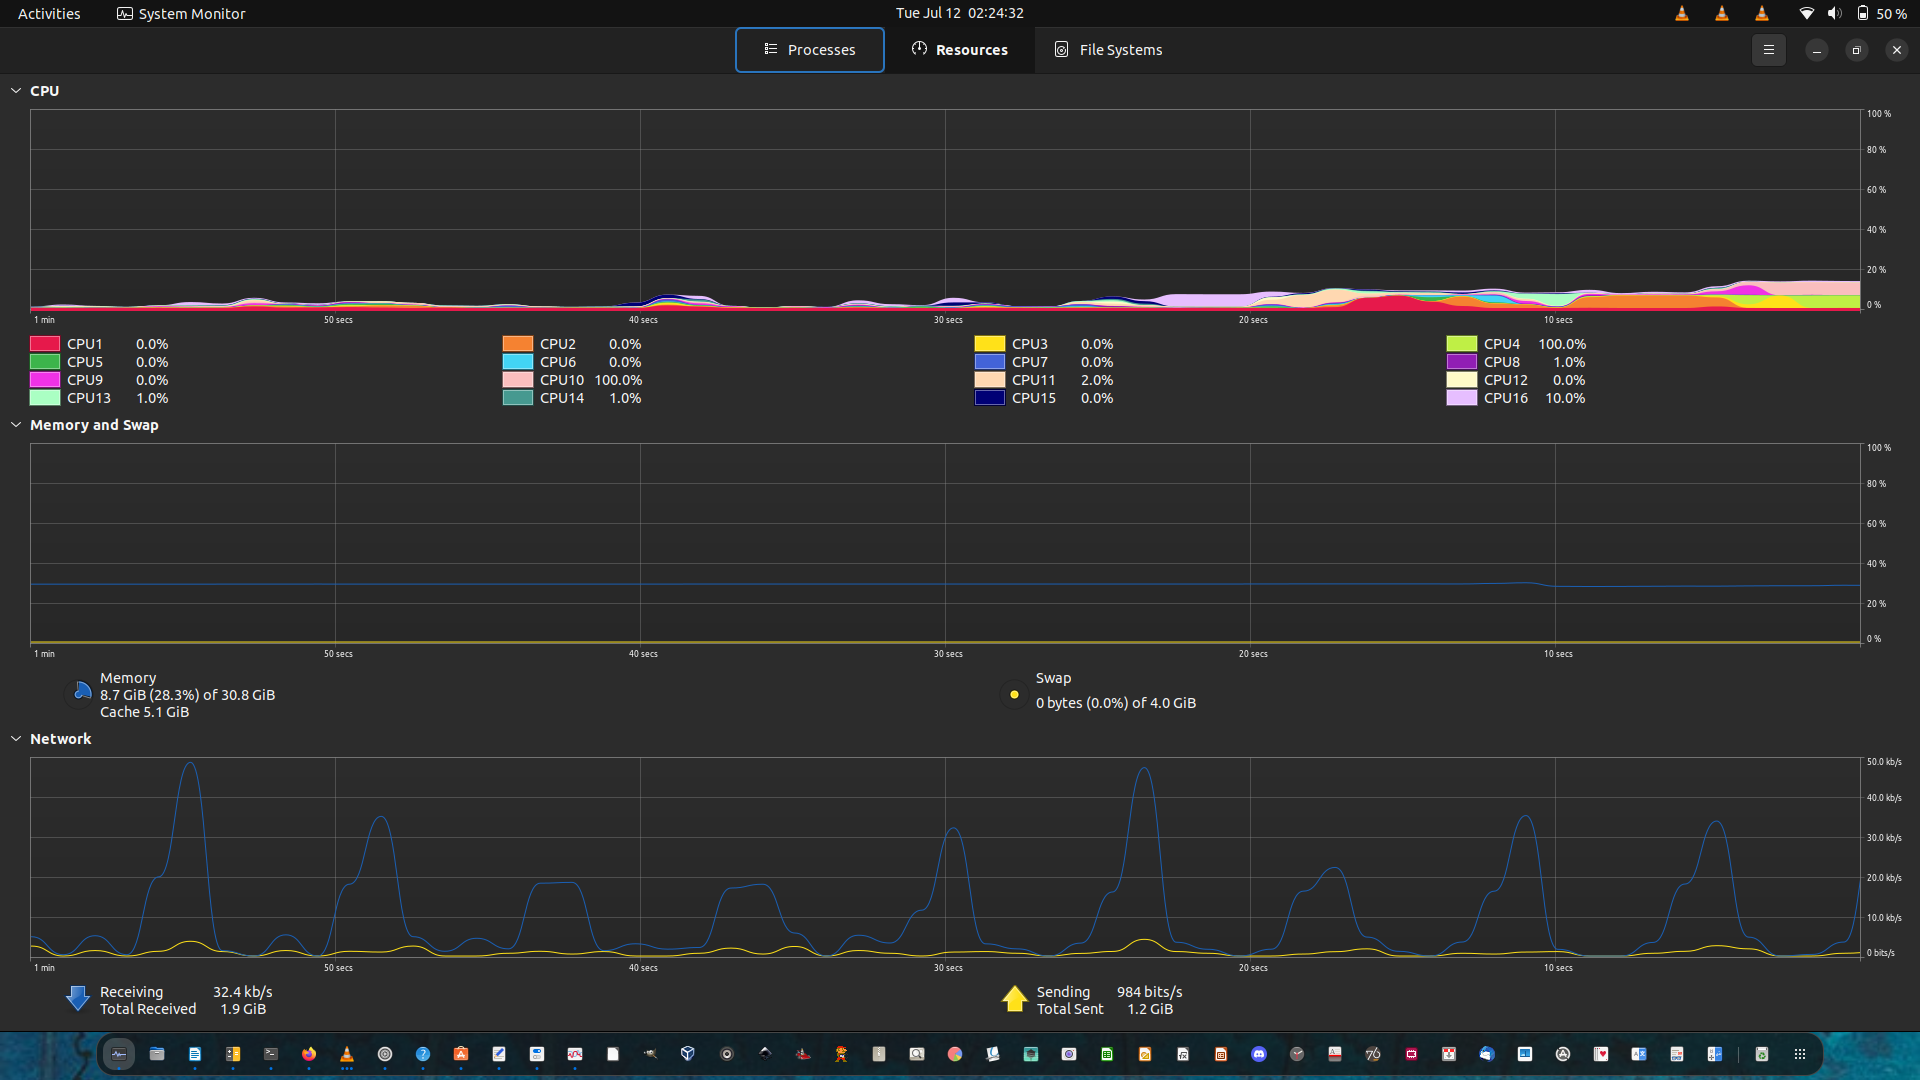 Activities System Monitor Tue Jul 12 02:24:32 50 %
Processes Resources File Systems
CPU
100 %
80 %
60 %
40 %
20 %
0 %
1 min 50 secs 40 secs 30 secs 20 secs 10 secs
CPU1 0.0% CPU2 0.0% CPU3 0.0% CPU4 100.0%
CPU5 0.0% CPU6 0.0% CPU7 0.0% CPU8 1.0%
CPU9 0.0% CPU10 100.0% CPU11 2.0% CPU12 0.0%
CPU13 1.0% CPU14 1.0% CPU15 0.0% CPU16 10.0%
Memory and Swap
100 %
80 %
60 %
40 %
20 %
0 %
1 min 50 secs 40 secs 30 secs 20 secs 10 secs
Memory Swap
8.7 GiB (28.3%) of 30.8 GiB 0 bytes (0.0%) of 4.0 GiB
Cache 5.1 GiB
Network
50.0 kb/s
40.0 kb/s
30.0 kb/s
20.0 kb/s
10.0 kb/s
0 bits/s
1 min 50 secs 40 secs 30 secs 20 secs 10 secs
Receiving 32.4 kb/s Sending 984 bits/s
Total Received 1.9 GiB Total Sent 1.2 GiB
76